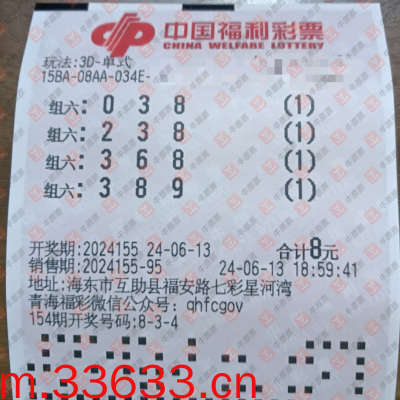 中国福利彩票
CHINA WELFARE LOTTERY
玩法:3D-单式
15BA-08AA-034E-
组六: 0 3 8 (1)
组六: 2 3 8 (1)
组六: 3 6 8 (1)
组六: 3 8 9 (1)
开奖期:2024155 24-06-13 合计8元
销售期:2024155-95 24-06-13 18:59:41
地址:海东市互助县福安路七彩星河湾
青海福彩微信公众号: qhfcgov
154期开奖号码:8-3-4
m.33633.cn